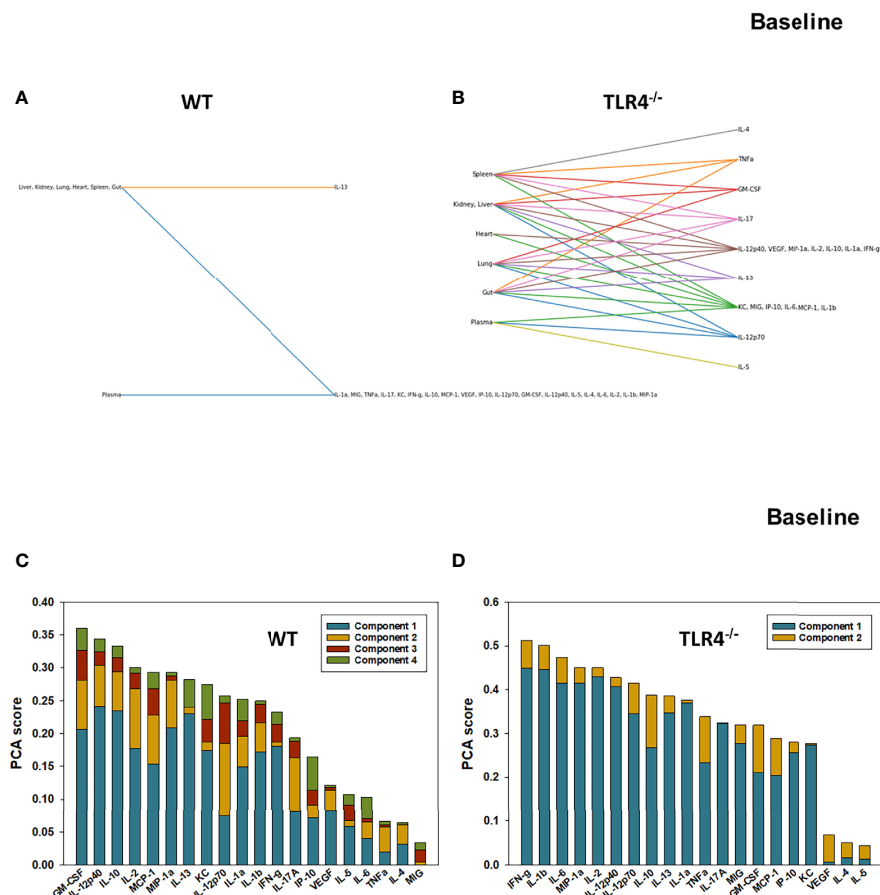 Baseline
A
WT
B
TLR4-/-
Liver, Kidney, Lung, Heart, Spleen, Gut
IL-13
Plasma
IL-1a, MIG, TNFa, IL-17, KC, IFN-g, IL-10, MCP-1, VEGF, IP-10, IL-12p70, GM-CSF, IL-12p40, IL-5, IL-4, IL-6, IL-2, IL-1b, MIP-1a
Spleen
Kidney, Liver
Heart
Lung
Gut
Plasma
IL-4
TNFa
GM-CSF
IL-17
IL-12p40, VEGF, MIP-1a, IL-2, IL-10, IL-1a, IFN-g
KC, MIG, IP-10, IL-6, MCP-1, IL-1b
IL-12p70
IL-5
Baseline
C
PCA score
0.40
0.35
0.30
0.25
0.20
0.15
0.10
0.05
0.00
WT
Component 1
Component 2
Component 3
Component 4
GM-CSF
IL-12p40
IL-10
IL-2
MCP-1
MIP-1a
IL-13
KC
IL-12p70
IL-1a
IL-1b
IFN-g
IL-17A
IP-10
VEGF
IL-5
IL-6
TNFa
IL-4
MIG
D
PCA score
0.6
0.5
0.4
0.3
0.2
0.1
0.0
TLR4-/-
Component 1
Component 2
IFN-g
IL-1b
IL-6
MIP-1a
IL-2
IL-12p40
IL-12p70
IL-10
IL-13
IL-1a
TNFa
IL-17A
MIG
GM-CSF
MCP-1
IP-10
KC
VEGF
IL-4
IL-5